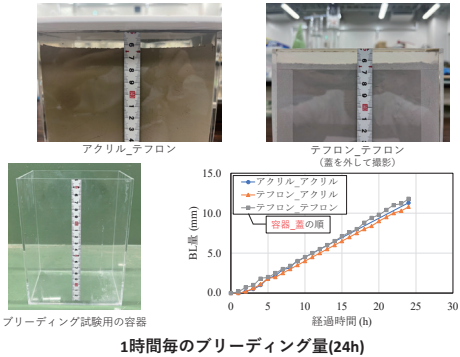 アクリル_テフロン
テフロン_テフロン
(蓋を外して撮影)
ブリーディング試験用の容器
BL量 (mm)
15.0
10.0
5.0
0.0
アクリル_アクリル
テフロン_アクリル
テフロン_テフロン
容器_蓋の順
0 5 10 15 20 25 30
経過時間 (h)
1時間毎のブリーディング量(24h)